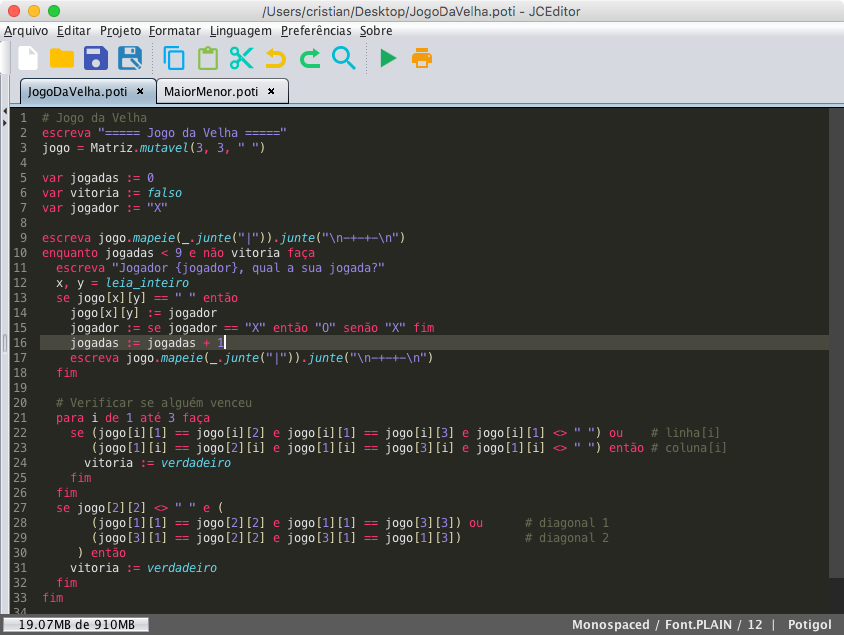 /Users/cristian/Desktop/JogoDaVelha.poti - JCEditor
Arquivo Editar Projeto Formatar Linguagem Preferências Sobre
JogoDaVelha.poti × MaiorMenor.poti ×
1 # Jogo da Velha
2 escreva "===== Jogo da Velha ====="
3 jogo = Matriz.mutavel(3, 3, " ")
4
5 var jogadas := 0
6 var vitoria := falso
7 var jogador := "X"
8
9 escreva jogo.mapeie(_.junte("|")).junte("\n-+-+-\n")
10 enquanto jogadas < 9 e não vitoria faça
11   escreva "Jogador {jogador}, qual a sua jogada?"
12   x, y = leia_inteiro
13   se jogo[x][y] == " " então
14     jogo[x][y] := jogador
15     jogador := se jogador == "X" então "O" senão "X" fim
16     jogadas := jogadas + 1
17     escreva jogo.mapeie(_.junte("|")).junte("\n-+-+-\n")
18   fim
19
20   # Verificar se alguém venceu
21   para i de 1 até 3 faça
22     se (jogo[i][1] == jogo[i][2] e jogo[i][1] == jogo[i][3] e jogo[i][1] <> " ") ou    # linha[i]
23        (jogo[1][i] == jogo[2][i] e jogo[1][i] == jogo[3][i] e jogo[1][i] <> " ") então # coluna[i]
24       vitoria := verdadeiro
25     fim
26   fim
27   se jogo[2][2] <> " " e (
28        (jogo[1][1] == jogo[2][2] e jogo[1][1] == jogo[3][3]) ou      # diagonal 1
29        (jogo[3][1] == jogo[2][2] e jogo[3][1] == jogo[1][3])         # diagonal 2
30      ) então
31     vitoria := verdadeiro
32   fim
33 fim
34
19.07MB de 910MB Monospaced / Font.PLAIN / 12 | Potigol